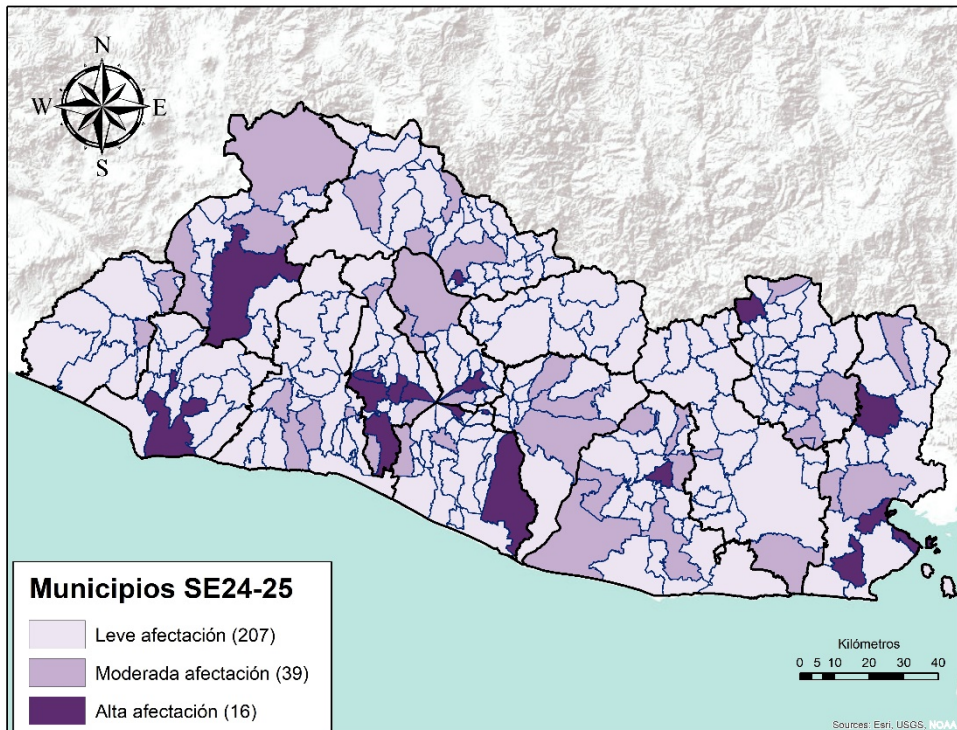 N
W E
S
Municipios SE24-25
Leve afectación (207)
Moderada afectación (39)
Alta afectación (16)
Kilómetros
0 5 10 20 30 40
Sources: Esri, USGS, NOAA